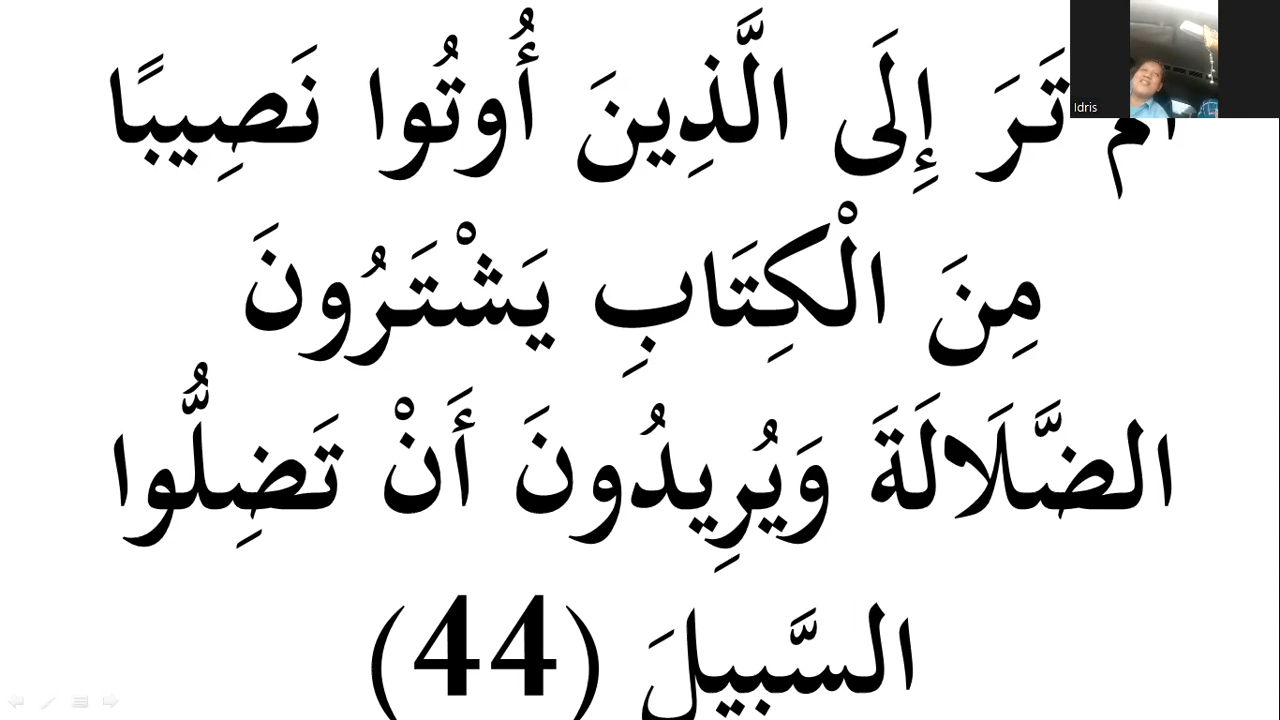 تَرَ إِلَى الَّذِينَ أُوتُوا نَصِيبًا
مِنَ الْكِتَابِ يَشْتَرُونَ
الضَّلَالَةَ وَيُرِيدُونَ أَنْ تَضِلُّوا
السَّبِيلَ (44)
Idris